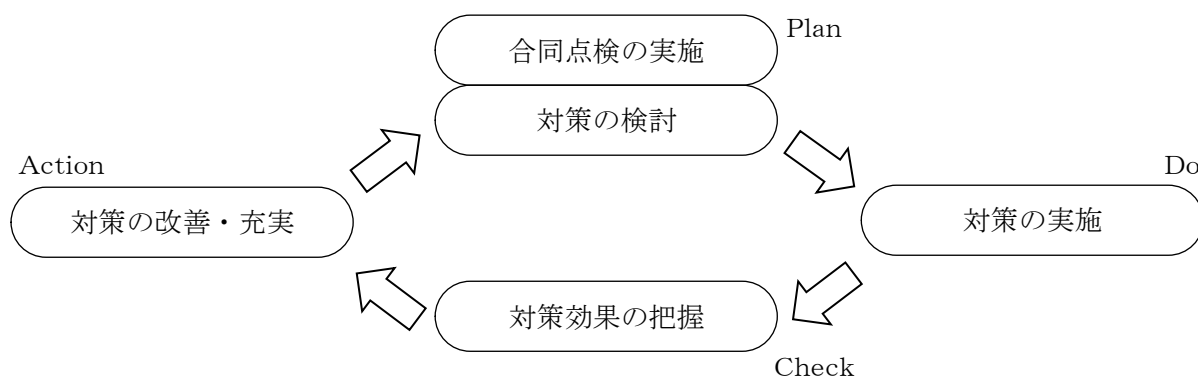 Plan
合同点検の実施
対策の検討
Action
Do
対策の改善・充実
対策の実施
対策効果の把握
Check